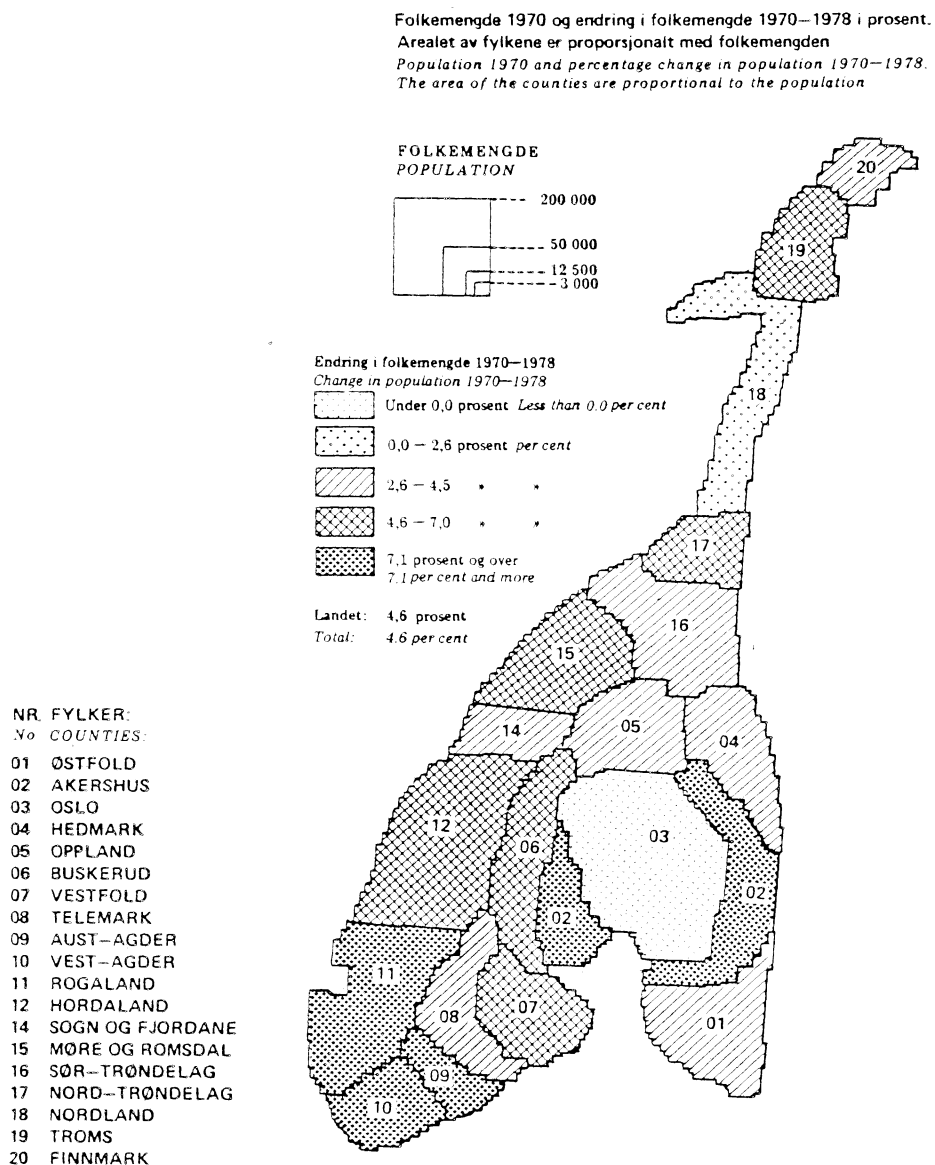 Folkemengde 1970 og endring i folkemengde 1970–1978 i prosent.
Arealet av fylkene er proporsjonalt med folkemengden
Population 1970 and percentage change in population 1970–1978.
The area of the counties are proportional to the population
FOLKEMENGDE
POPULATION
200 000
50 000
12 500
3 000
Endring i folkemengde 1970–1978
Change in population 1970–1978
Under 0,0 prosent Less than 0.0 per cent
0,0 – 2,6 prosent per cent
2,6 – 4,5 " "
4,6 – 7,0 " "
7,1 prosent og over
7.1 per cent and more
Landet: 4,6 prosent
Total: 4.6 per cent
20
19
18
17
16
15
14
05
04
12
06
03
02
02
11
08
07
01
09
10
NR. FYLKER:
No COUNTIES:
01 ØSTFOLD
02 AKERSHUS
03 OSLO
04 HEDMARK
05 OPPLAND
06 BUSKERUD
07 VESTFOLD
08 TELEMARK
09 AUST–AGDER
10 VEST–AGDER
11 ROGALAND
12 HORDALAND
14 SOGN OG FJORDANE
15 MØRE OG ROMSDAL
16 SØR–TRØNDELAG
17 NORD–TRØNDELAG
18 NORDLAND
19 TROMS
20 FINNMARK